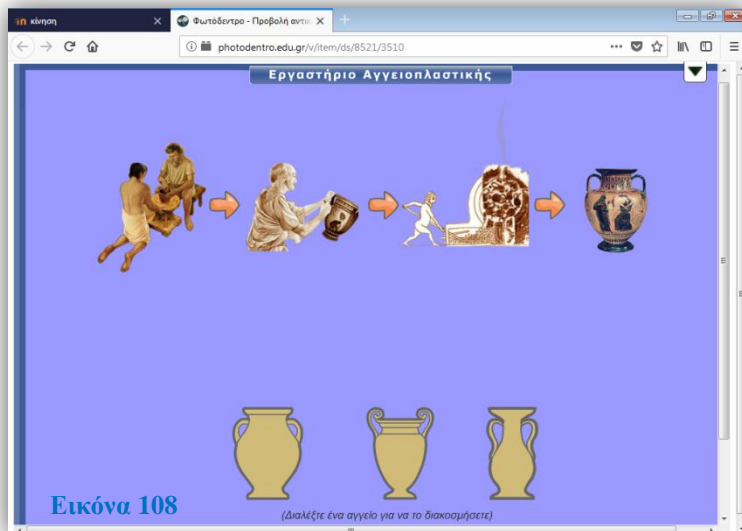 κίνηση
Φωτόδεντρο - Προβολή αντικ
photodentro.edu.gr/v/item/ds/8521/3510
Εργαστήριο Αγγειοπλαστικής
Εικόνα 108
(Διαλέξτε ένα αγγείο για να το διακοσμήσετε)